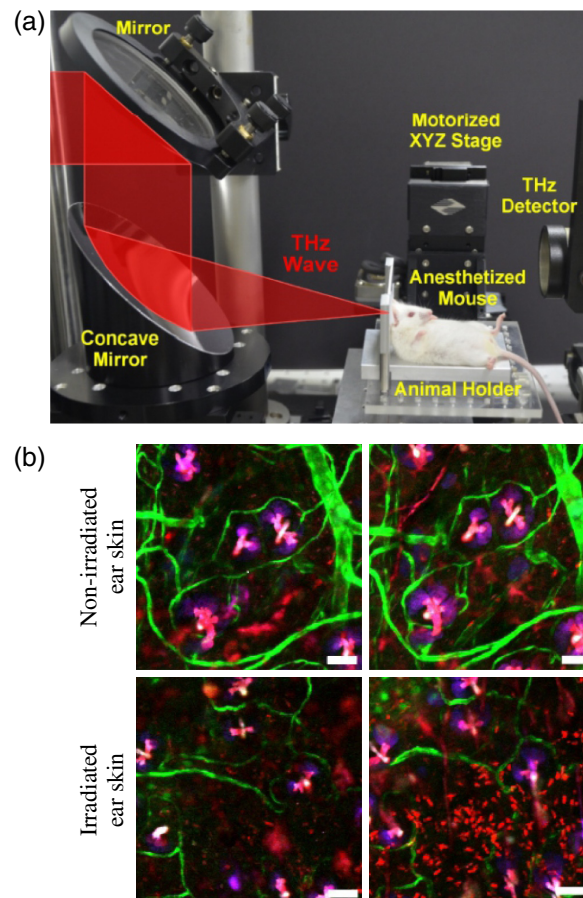 (a)
Mirror
Motorized
XYZ Stage
THz
Detector
THz
Wave
Anesthetized
Mouse
Concave
Mirror
Animal Holder
(b)
Non-irradiated
ear skin
Irradiated
ear skin